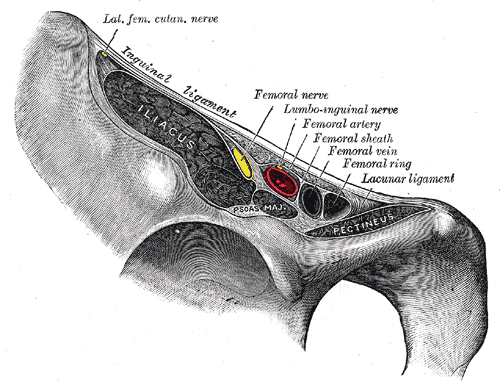 Lat. fem. cutan. nerve
Inguinal ligament
ILIACUS
Femoral nerve
Lumbo-inguinal nerve
Femoral artery
Femoral sheath
Femoral vein
Femoral ring
Lacunar ligament
PSOAS MAJ.
PECTINEUS